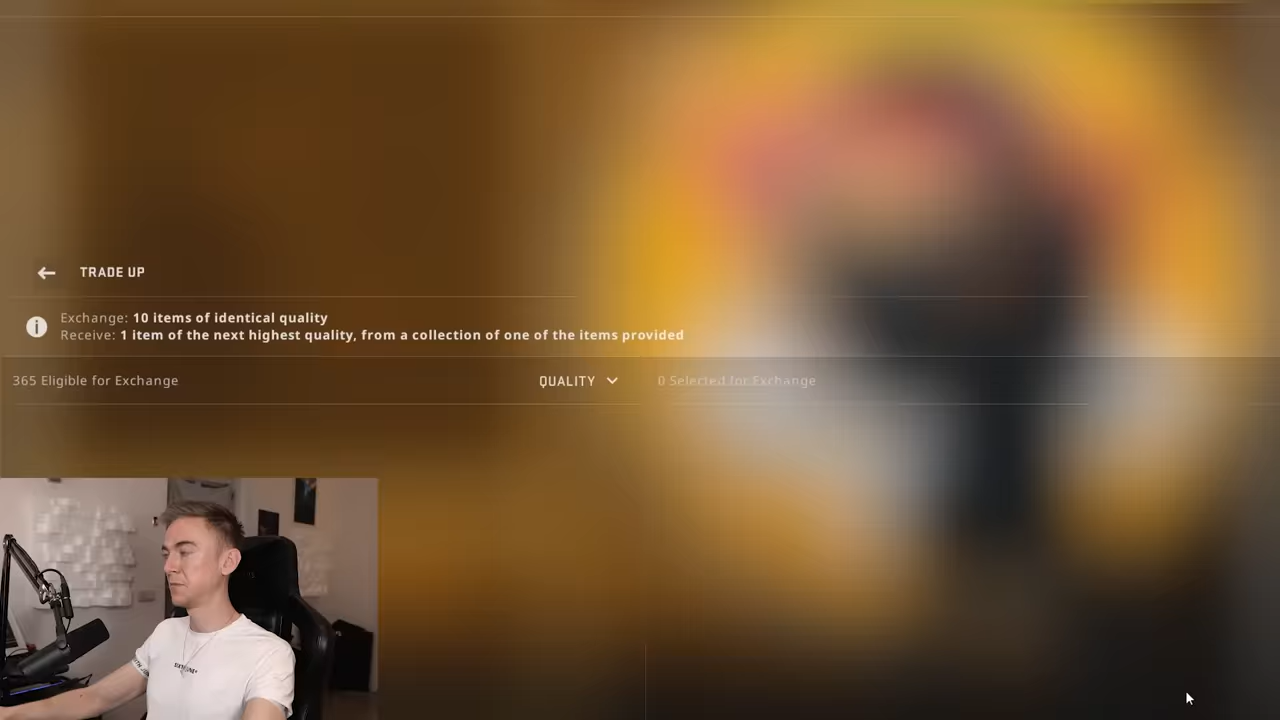 TRADE UP
Exchange: 10 items of identical quality
Receive: 1 item of the next highest quality, from a collection of one of the items provided
365 Eligible for Exchange
QUALITY
0 Selected for Exchange